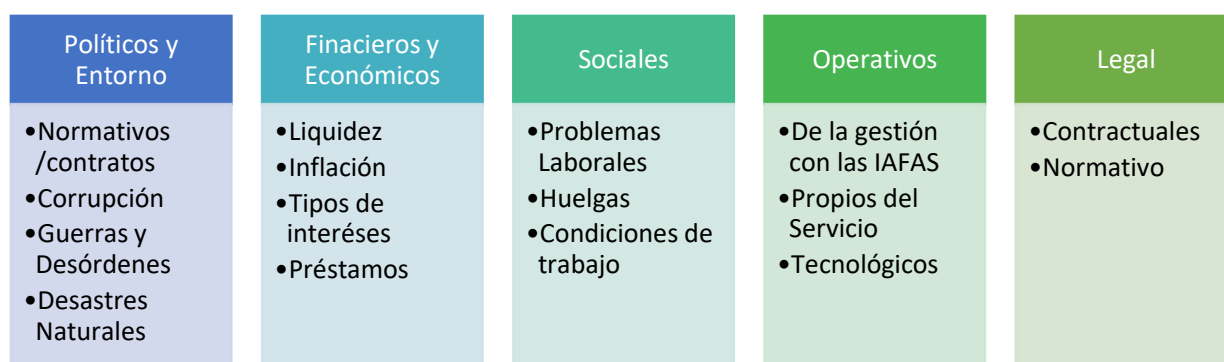 Políticos y
Entorno
•Normativos
/contratos
•Corrupción
•Guerras y
Desórdenes
•Desastres
Naturales
Finacieros y
Económicos
•Liquidez
•Inflación
•Tipos de
interéses
•Préstamos
Sociales
•Problemas
Laborales
•Huelgas
•Condiciones de
trabajo
Operativos
•De la gestión
con las IAFAS
•Propios del
Servicio
•Tecnológicos
Legal
•Contractuales
•Normativo